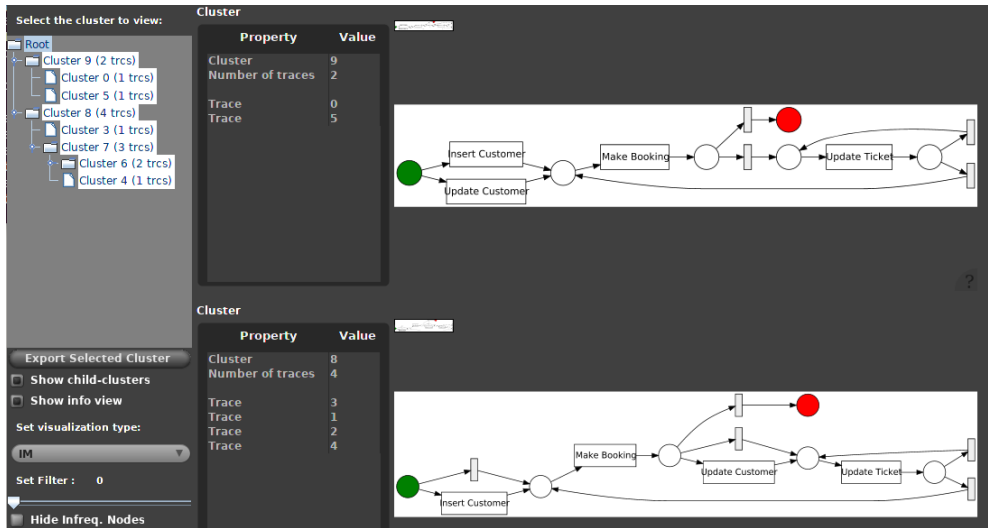 Select the cluster to view:
Root
Cluster 9 (2 trcs)
Cluster 0 (1 trcs)
Cluster 5 (1 trcs)
Cluster 8 (4 trcs)
Cluster 3 (1 trcs)
Cluster 7 (3 trcs)
Cluster 6 (2 trcs)
Cluster 4 (1 trcs)
Export Selected Cluster
Show child-clusters
Show info view
Set visualization type:
IM
Set Filter : 0
Hide Infreq. Nodes
Cluster
Property Value
Cluster 9
Number of traces 2
Trace 0
Trace 5
Insert Customer
Update Customer
Make Booking
Update Ticket
?
Cluster
Property Value
Cluster 8
Number of traces 4
Trace 3
Trace 1
Trace 2
Trace 4
Insert Customer
Make Booking
Update Customer
Update Ticket